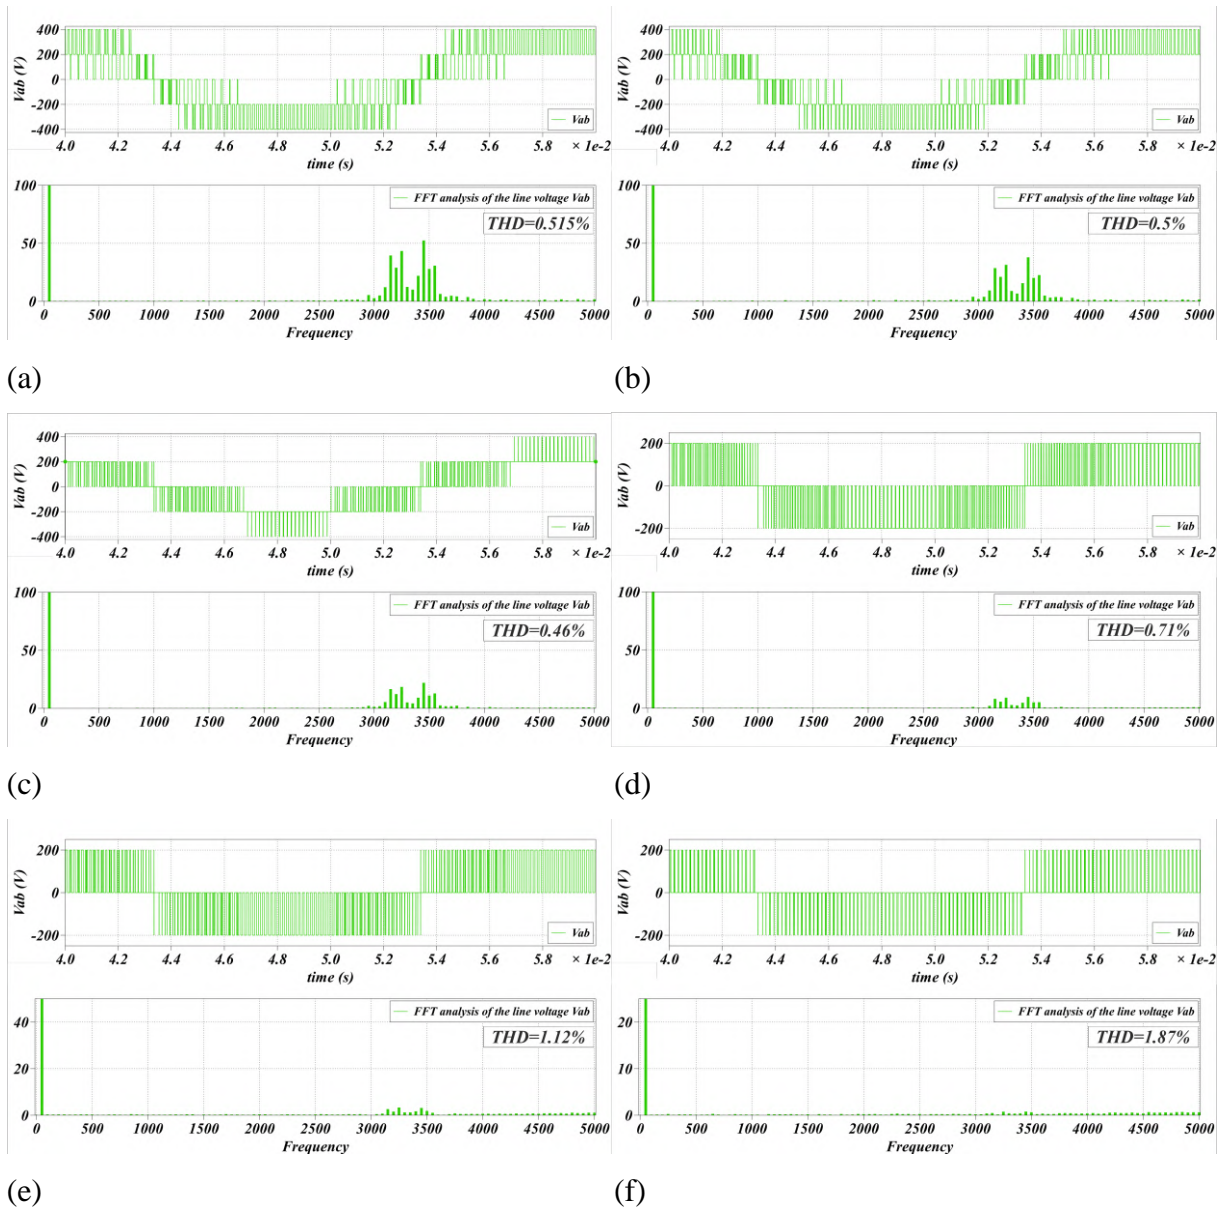 Vab (V)
400
200
0
-200
-400
Vab
4.0 4.2 4.4 4.6 4.8 5.0 5.2 5.4 5.6 5.8 × 1e-2
time (s)
100
50
0
FFT analysis of the line voltage Vab
THD=0.515%
0 500 1000 1500 2000 2500 3000 3500 4000 4500 5000
Frequency
(a)
Vab (V)
400
200
0
-200
-400
Vab
4.0 4.2 4.4 4.6 4.8 5.0 5.2 5.4 5.6 5.8 × 1e-2
time (s)
100
50
0
FFT analysis of the line voltage Vab
THD=0.5%
0 500 1000 1500 2000 2500 3000 3500 4000 4500 5000
Frequency
(b)
Vab (V)
400
200
0
-200
-400
Vab
4.0 4.2 4.4 4.6 4.8 5.0 5.2 5.4 5.6 5.8 × 1e-2
time (s)
100
50
0
FFT analysis of the line voltage Vab
THD=0.46%
0 500 1000 1500 2000 2500 3000 3500 4000 4500 5000
Frequency
(c)
Vab (V)
200
0
-200
Vab
4.0 4.2 4.4 4.6 4.8 5.0 5.2 5.4 5.6 5.8 × 1e-2
time (s)
100
50
0
FFT analysis of the line voltage Vab
THD=0.71%
0 500 1000 1500 2000 2500 3000 3500 4000 4500 5000
Frequency
(d)
Vab (V)
200
0
-200
Vab
4.0 4.2 4.4 4.6 4.8 5.0 5.2 5.4 5.6 5.8 × 1e-2
time (s)
40
20
0
FFT analysis of the line voltage Vab
THD=1.12%
0 500 1000 1500 2000 2500 3000 3500 4000 4500 5000
Frequency
(e)
Vab (V)
200
0
-200
Vab
4.0 4.2 4.4 4.6 4.8 5.0 5.2 5.4 5.6 5.8 × 1e-2
time (s)
20
10
0
FFT analysis of the line voltage Vab
THD=1.87%
0 500 1000 1500 2000 2500 3000 3500 4000 4500 5000
Frequency
(f)